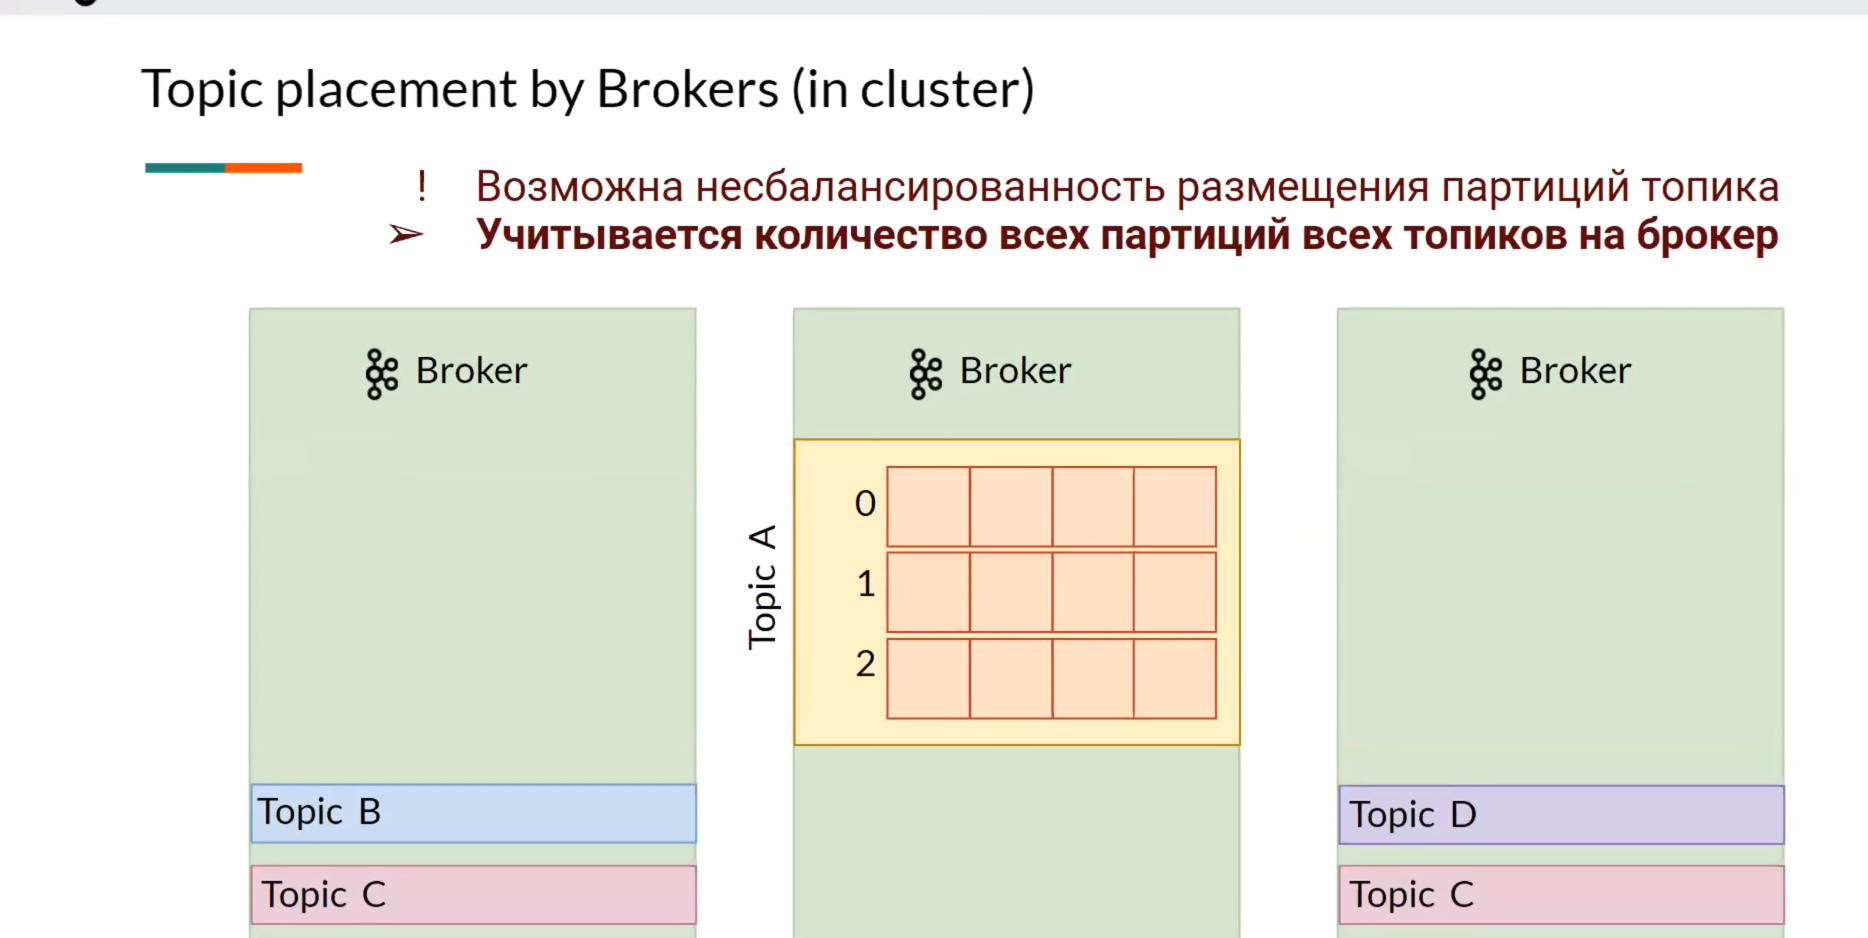 Topic placement by Brokers (in cluster)
! Возможна несбалансированность размещения партиций топика
➢ Учитывается количество всех партиций всех топиков на брокер
Broker
Broker
Broker
Topic A
0
1
2
Topic B
Topic D
Topic C
Topic C